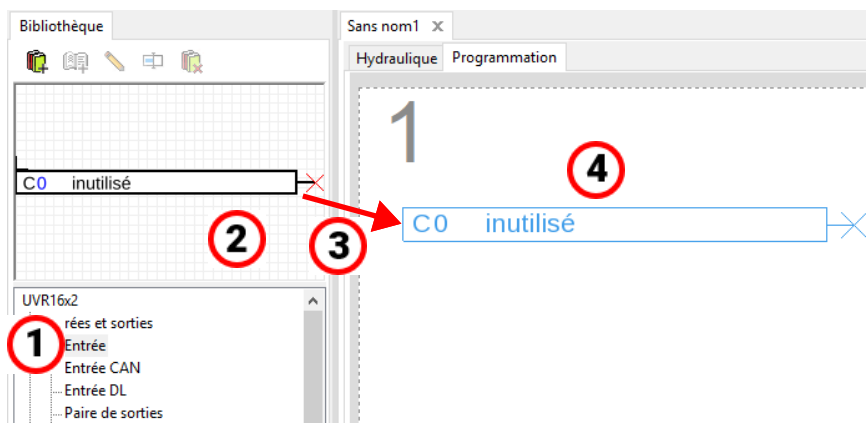 Bibliothèque
Sans nom1 X
Hydraulique Programmation
1
C0 inutilisé
2
3
4
C0 inutilisé
UVR16x2
rées et sorties
1
Entrée
Entrée CAN
Entrée DL
Paire de sorties